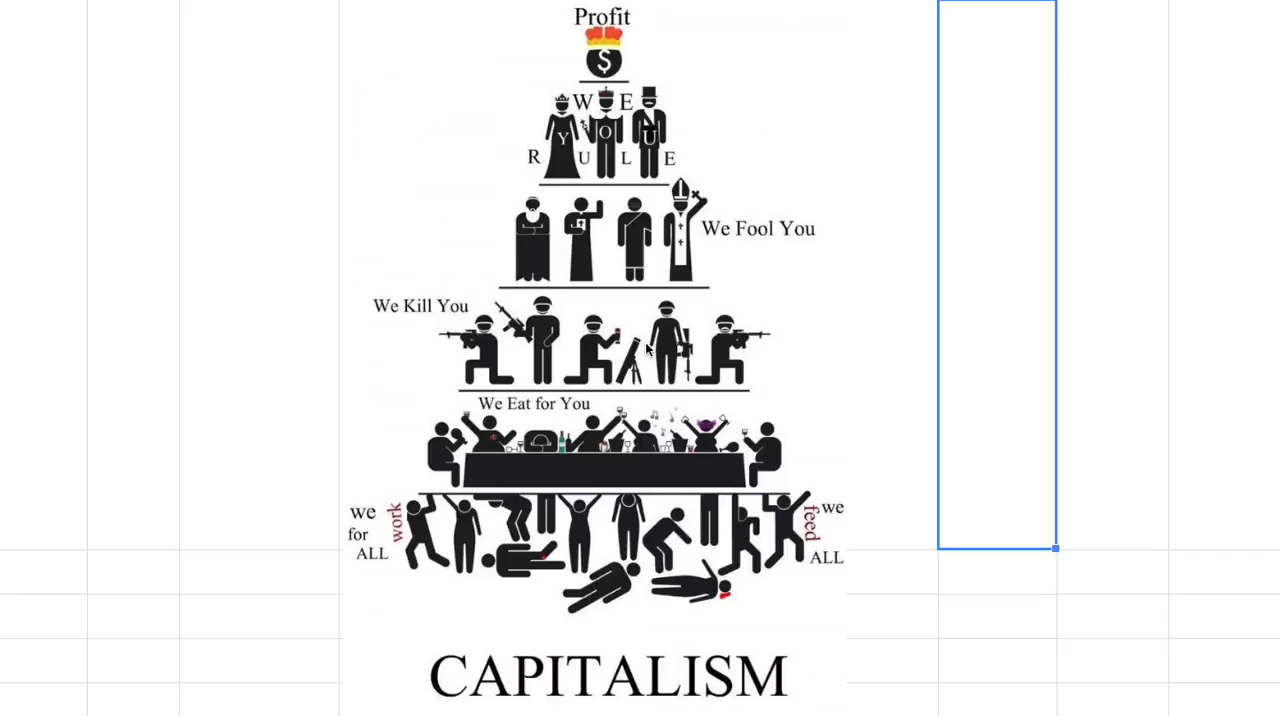 Profit
$
W E
Y O U
R U L E
We Fool You
We Kill You
We Eat for You
we work
for
ALL
we feed
ALL
CAPITALISM